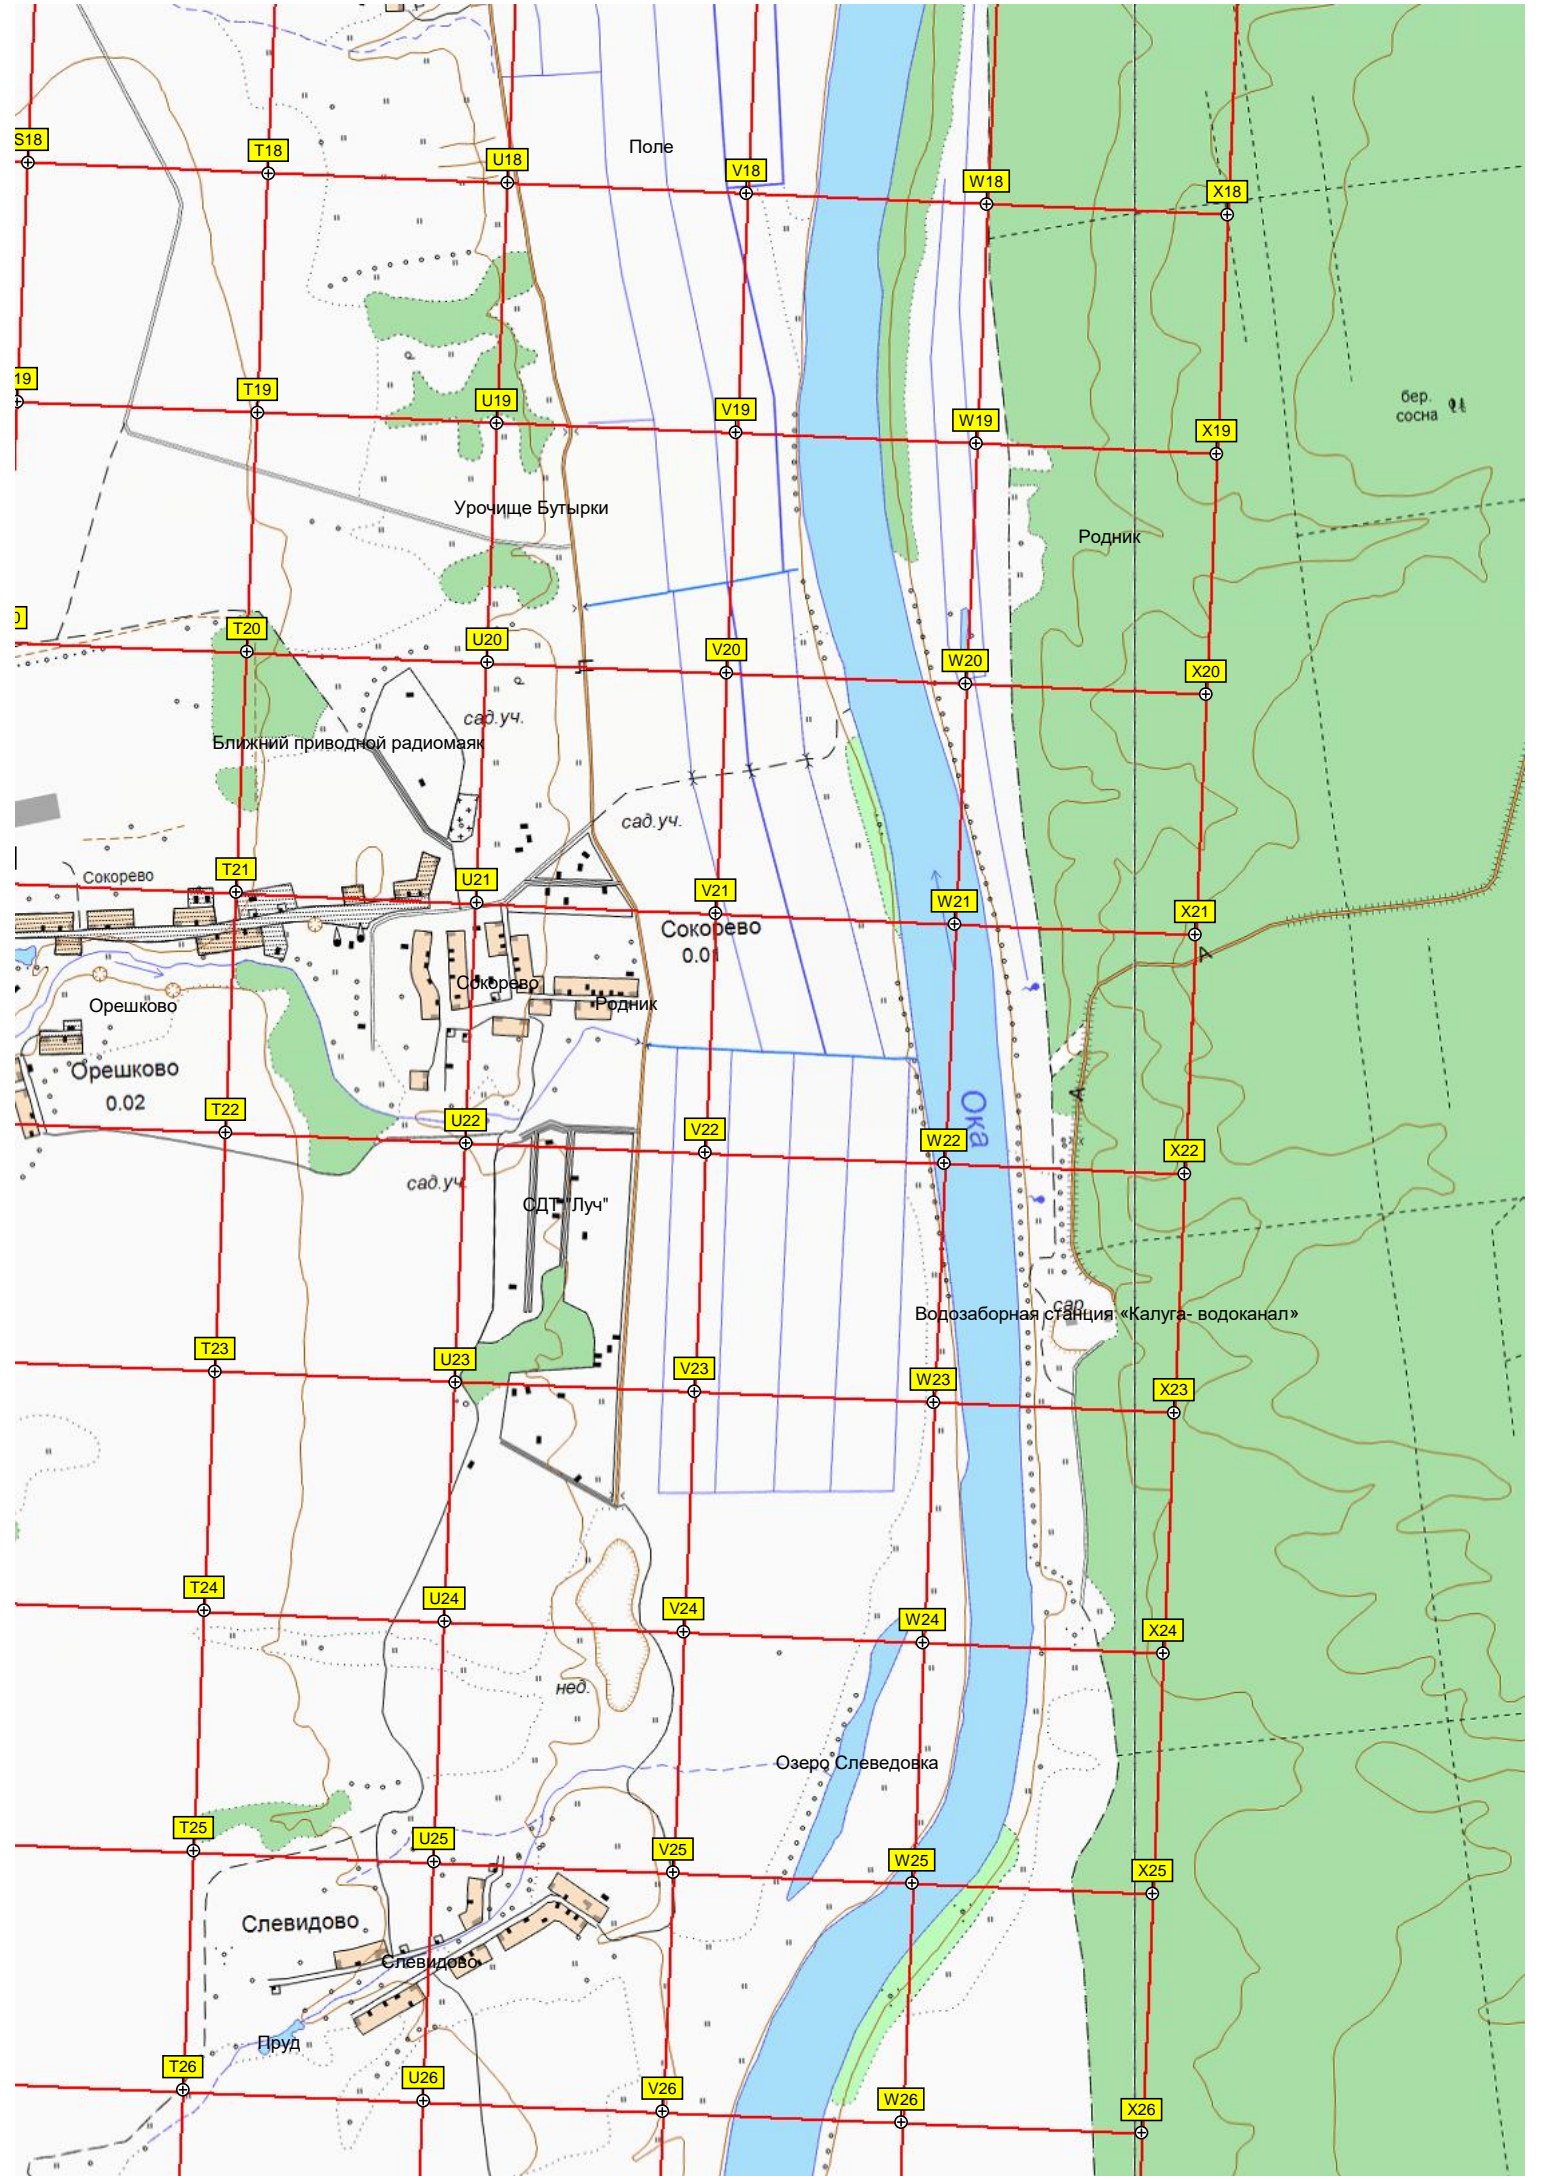 S18
T18
U18
Поле
V18
W18
X18
19
T19
U19
V19
W19
X19
бер.
сосна
Урочище Бутырки
Родник
T20
U20
V20
W20
X20
сад.уч.
Ближний приводной радиомаяк
сад.уч.
Сокорево
T21
U21
V21
W21
X21
Сокорево
0.01
Сокорево
Родник
Орешково
Орешково
0.02
А
А
Ока
T22
U22
V22
W22
X22
сад.уч.
СДТ "Луч"
сар.
Водозаборная станция «Калуга- водоканал»
T23
U23
V23
W23
X23
T24
U24
V24
W24
X24
нед.
Озеро Слеведовка
T25
U25
V25
W25
X25
Слевидово
Слевидово
Пруд
T26
U26
V26
W26
X26